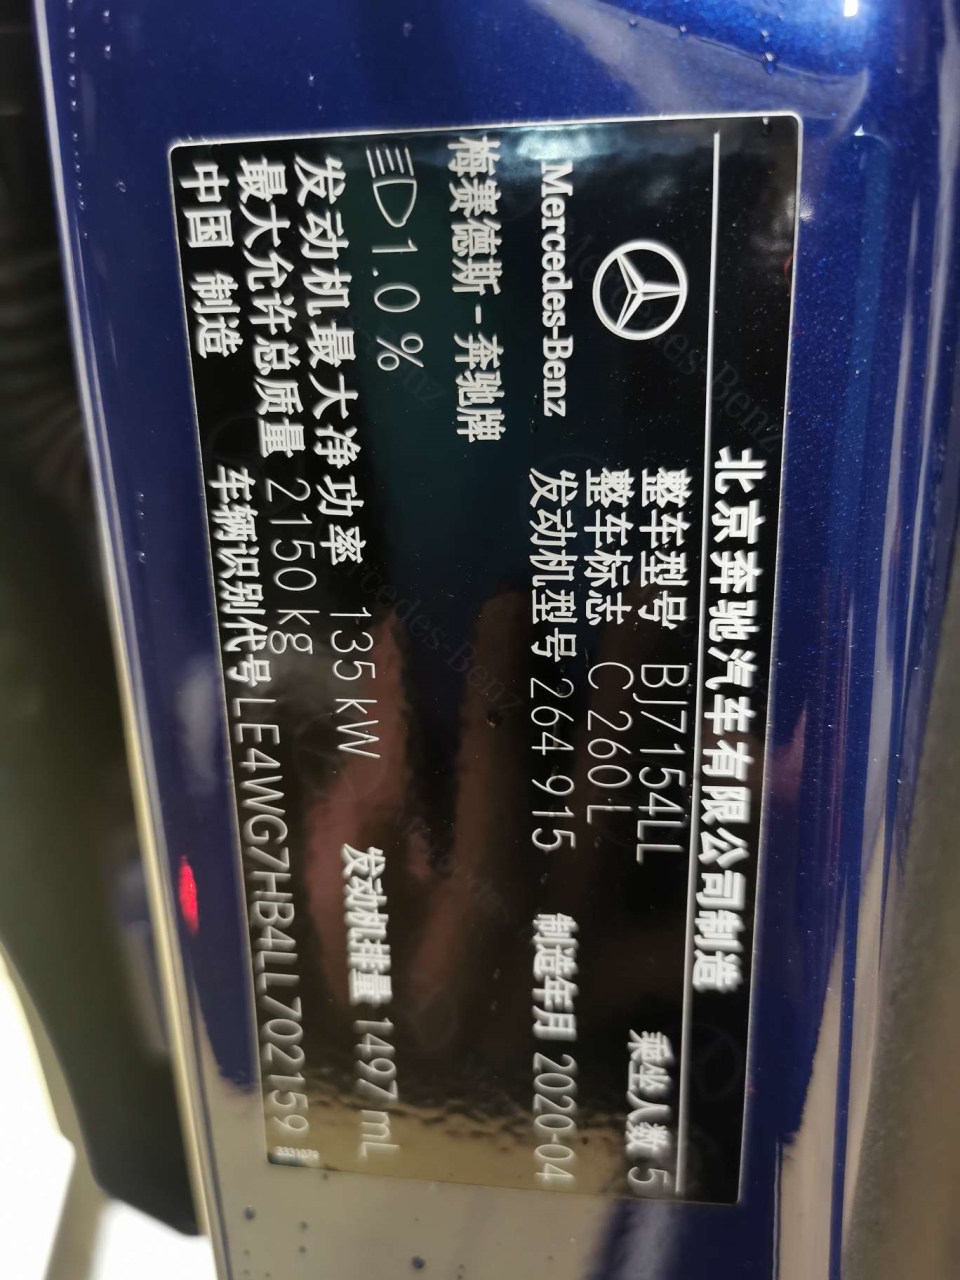 北京奔驰汽车有限公司制造
Mercedes-Benz
整车型号 BJ7154LL 乘坐人数 5
整车标志 C 260 L
发动机型号 264 915 制造年月 2020-04
梅赛德斯-奔驰牌
1.0 %
发动机最大净功率 135 kW 发动机排量 1497 mL
最大允许总质量 2150 kg
中国 制造 车辆识别代号 LE4WG7HB4LL702159
3331079